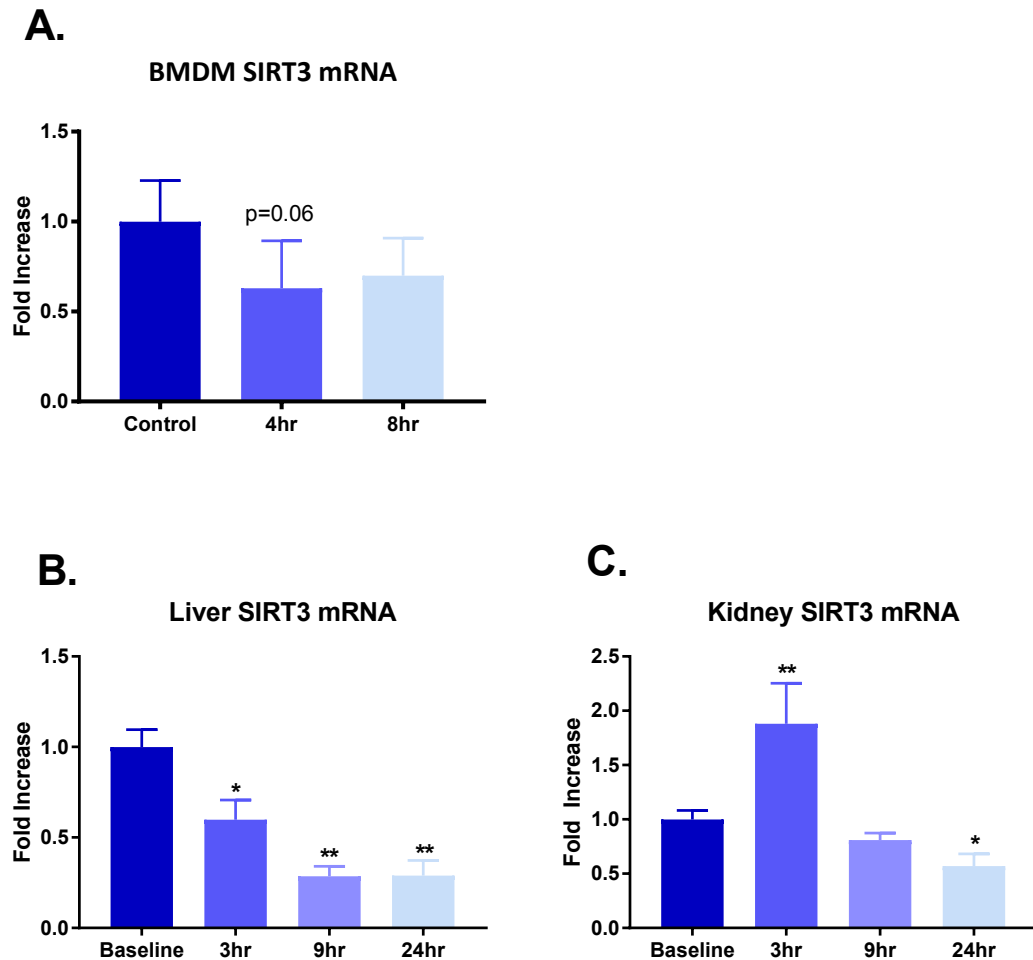 A.
BMDM SIRT3 mRNA
Fold Increase
1.5
1.0
0.5
0.0
p=0.06
Control 4hr 8hr
B.
Liver SIRT3 mRNA
Fold Increase
1.5
1.0
0.5
0.0
*
**
**
Baseline 3hr 9hr 24hr
C.
Kidney SIRT3 mRNA
Fold Increase
2.5
2.0
1.5
1.0
0.5
0.0
**
*
Baseline 3hr 9hr 24hr